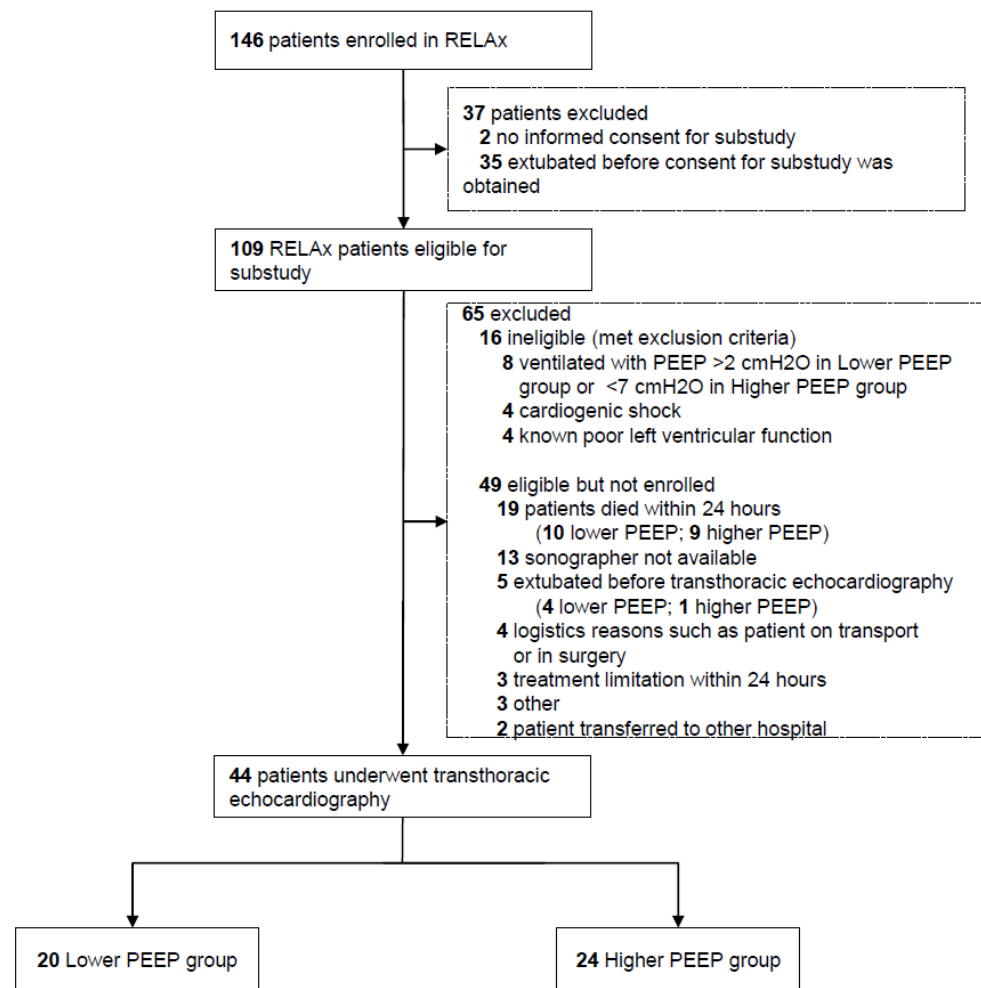 146 patients enrolled in RELAx
37 patients excluded
2 no informed consent for substudy
35 extubated before consent for substudy was
obtained
109 RELAx patients eligible for
substudy
65 excluded
16 ineligible (met exclusion criteria)
8 ventilated with PEEP >2 cmH2O in Lower PEEP
group or <7 cmH2O in Higher PEEP group
4 cardiogenic shock
4 known poor left ventricular function
49 eligible but not enrolled
19 patients died within 24 hours
(10 lower PEEP; 9 higher PEEP)
13 sonographer not available
5 extubated before transthoracic echocardiography
(4 lower PEEP; 1 higher PEEP)
4 logistics reasons such as patient on transport
or in surgery
3 treatment limitation within 24 hours
3 other
2 patient transferred to other hospital
44 patients underwent transthoracic
echocardiography
20 Lower PEEP group
24 Higher PEEP group